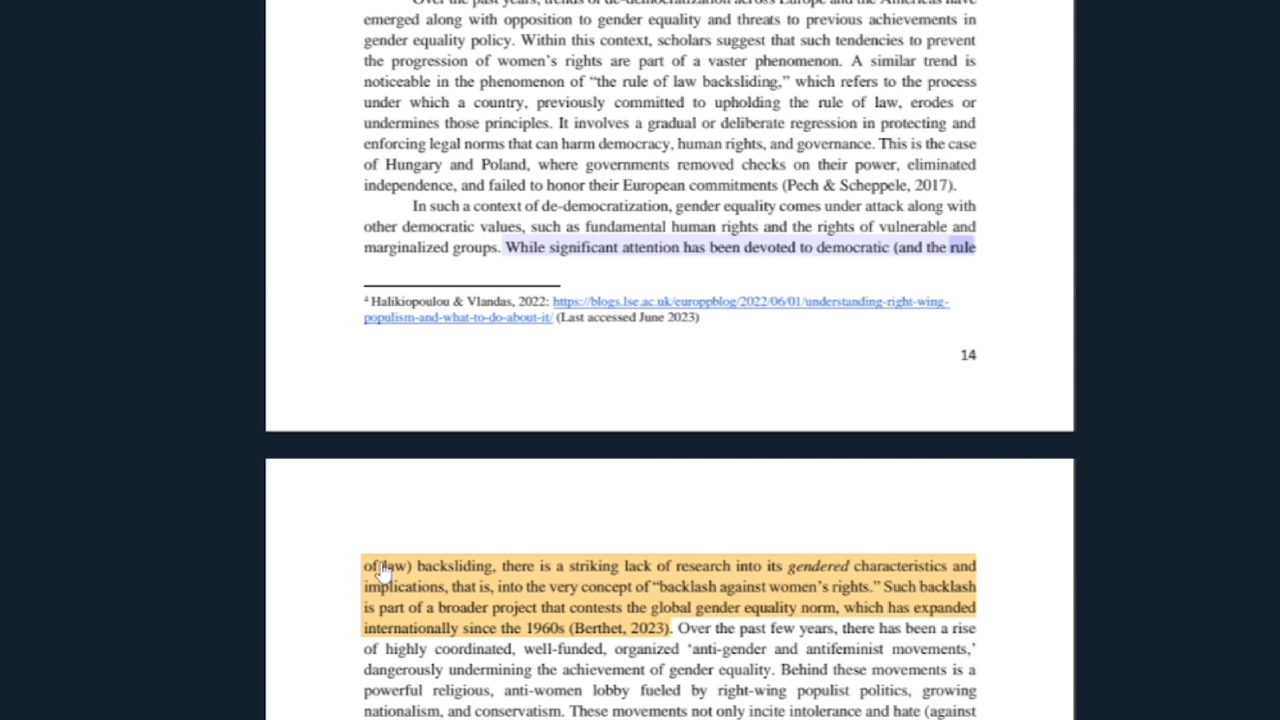 Over the past years, trends of de-democratization across Europe and the Americas have
emerged along with opposition to gender equality and threats to previous achievements in
gender equality policy. Within this context, scholars suggest that such tendencies to prevent
the progression of women's rights are part of a vaster phenomenon. A similar trend is
noticeable in the phenomenon of “the rule of law backsliding,” which refers to the process
under which a country, previously committed to upholding the rule of law, erodes or
undermines those principles. It involves a gradual or deliberate regression in protecting and
enforcing legal norms that can harm democracy, human rights, and governance. This is the case
of Hungary and Poland, where governments removed checks on their power, eliminated
independence, and failed to honor their European commitments (Pech & Scheppele, 2017).
In such a context of de-democratization, gender equality comes under attack along with
other democratic values, such as fundamental human rights and the rights of vulnerable and
marginalized groups. While significant attention has been devoted to democratic (and the rule
4 Halikiopoulou & Vlandas, 2022: https://blogs.lse.ac.uk/europpblog/2022/06/01/understanding-right-wing-
populism-and-what-to-do-about-it/ (Last accessed June 2023)
14
of law) backsliding, there is a striking lack of research into its gendered characteristics and
implications, that is, into the very concept of “backlash against women's rights.” Such backlash
is part of a broader project that contests the global gender equality norm, which has expanded
internationally since the 1960s (Berthet, 2023). Over the past few years, there has been a rise
of highly coordinated, well-funded, organized ‘anti-gender and antifeminist movements,’
dangerously undermining the achievement of gender equality. Behind these movements is a
powerful religious, anti-women lobby fueled by right-wing populist politics, growing
nationalism, and conservatism. These movements not only incite intolerance and hate (against